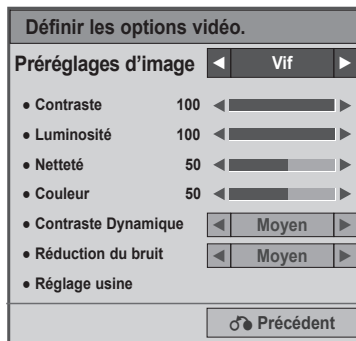 Définir les options vidéo.
Préréglages d'image ◀ Vif ▶
● Contraste 100 ◀ ▶
● Luminosité 100 ◀ ▶
● Netteté 50 ◀ ▶
● Couleur 50 ◀ ▶
● Contraste Dynamique ◀ Moyen ▶
● Réduction du bruit ◀ Moyen ▶
● Réglage usine
Précédent